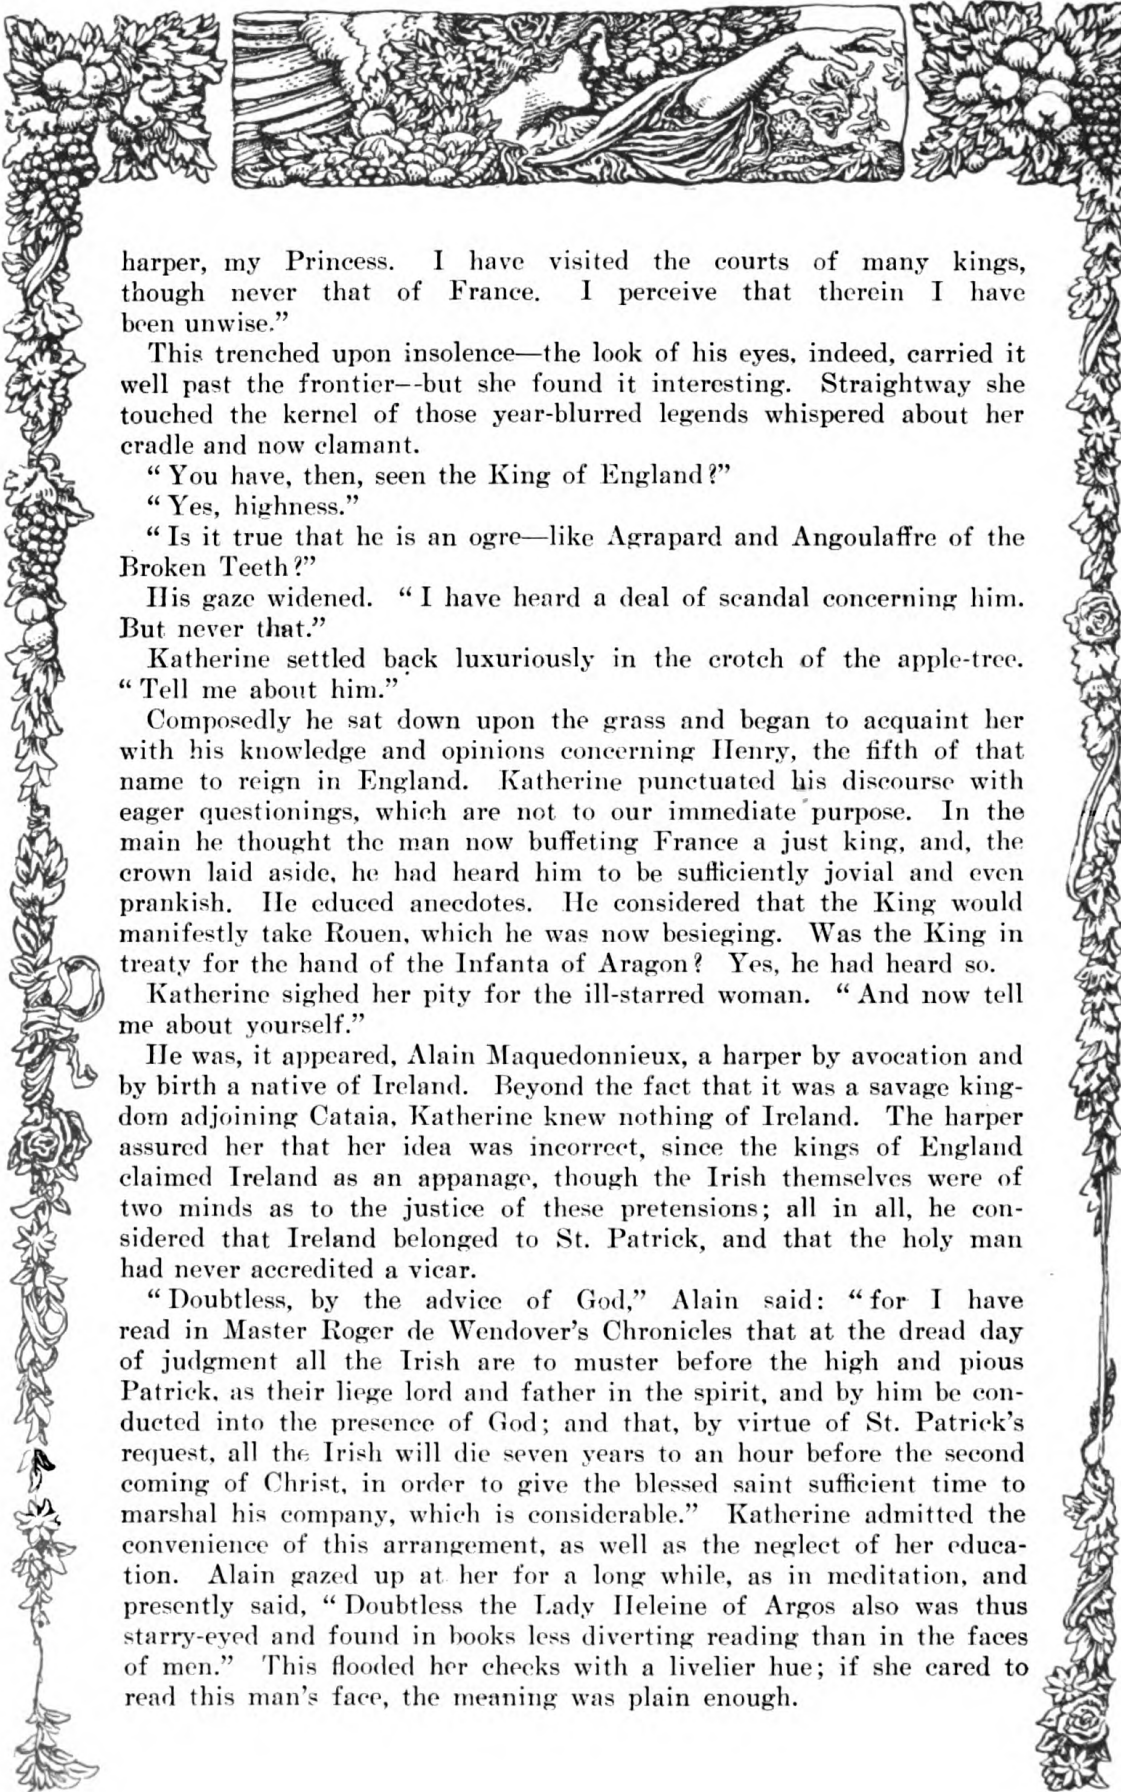 harper, my Princess. I have visited the courts of many kings,
though never that of France. I perceive that therein I have
been unwise.”
This trenched upon insolence—the look of his eyes, indeed, carried it
well past the frontier--but she found it interesting. Straightway she
touched the kernel of those year-blurred legends whispered about her
cradle and now clamant.
“ You have, then, seen the King of England?”
“ Yes, highness.”
“ Is it true that he is an ogre—like Agrapard and Angoulaffre of the
Broken Teeth?”
His gaze widened. “ I have heard a deal of scandal concerning him.
But never that.”
Katherine settled back luxuriously in the crotch of the apple-tree.
“ Tell me about him.”
Composedly he sat down upon the grass and began to acquaint her
with his knowledge and opinions concerning Henry, the fifth of that
name to reign in England. Katherine punctuated his discourse with
eager questionings, which are not to our immediate purpose. In the
main he thought the man now buffeting France a just king, and, the
crown laid aside, he had heard him to be sufficiently jovial and even
prankish. He educed anecdotes. He considered that the King would
manifestly take Rouen, which he was now besieging. Was the King in
treaty for the hand of the Infanta of Aragon? Yes, he had heard so.
Katherine sighed her pity for the ill-starred woman. “ And now tell
me about yourself.”
He was, it appeared, Alain Maquedonnieux, a harper by avocation and
by birth a native of Ireland. Beyond the fact that it was a savage king-
dom adjoining Cataia, Katherine knew nothing of Ireland. The harper
assured her that her idea was incorrect, since the kings of England
claimed Ireland as an appanage, though the Irish themselves were of
two minds as to the justice of these pretensions; all in all, he con-
sidered that Ireland belonged to St. Patrick, and that the holy man
had never accredited a vicar.
“ Doubtless, by the advice of God,” Alain said: “ for I have
read in Master Roger de Wendover’s Chronicles that at the dread day
of judgment all the Irish are to muster before the high and pious
Patrick, as their liege lord and father in the spirit, and by him be con-
ducted into the presence of God; and that, by virtue of St. Patrick’s
request, all the Irish will die seven years to an hour before the second
coming of Christ, in order to give the blessed saint sufficient time to
marshal his company, which is considerable.” Katherine admitted the
convenience of this arrangement, as well as the neglect of her educa-
tion. Alain gazed up at her for a long while, as in meditation, and
presently said, “ Doubtless the Lady Heleine of Argos also was thus
starry-eyed and found in books less diverting reading than in the faces
of men.” This flooded her cheeks with a livelier hue; if she cared to
read this man’s face, the meaning was plain enough.